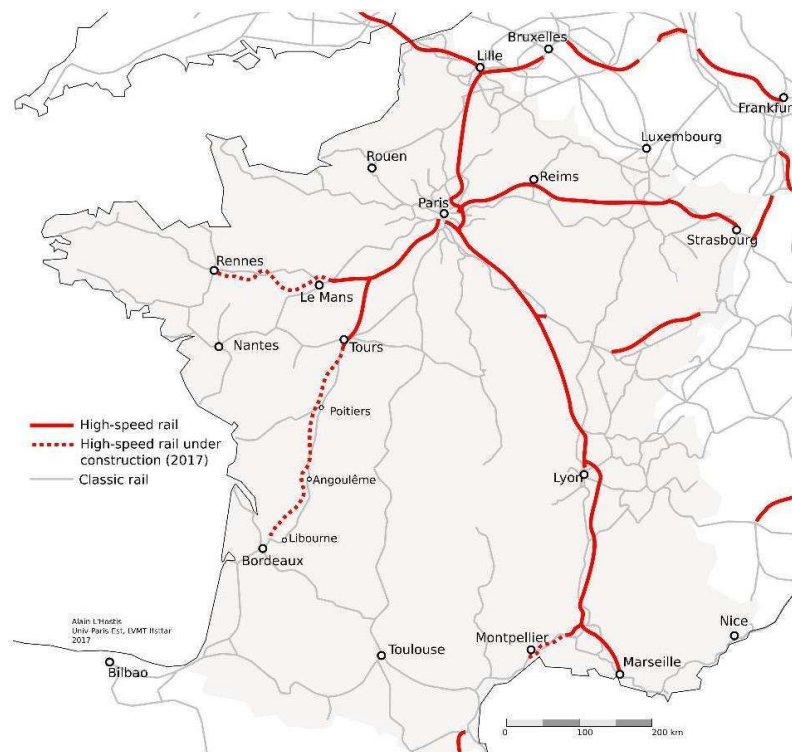 Bruxelles
Lille
Frankfur
Luxembourg
Rouen
Reims
Paris
Strasbourg
Rennes
Le Mans
Nantes
Tours
High-speed rail
High-speed rail under
construction (2017)
Classic rail
Poitiers
Lyon
Angoulême
Libourne
Bordeaux
Alain L'Hostis
Univ Paris Est, LVMT Ifsttar
2017
Bilbao
Toulouse
Montpellier
Nice
Marseille
0 100 200 km